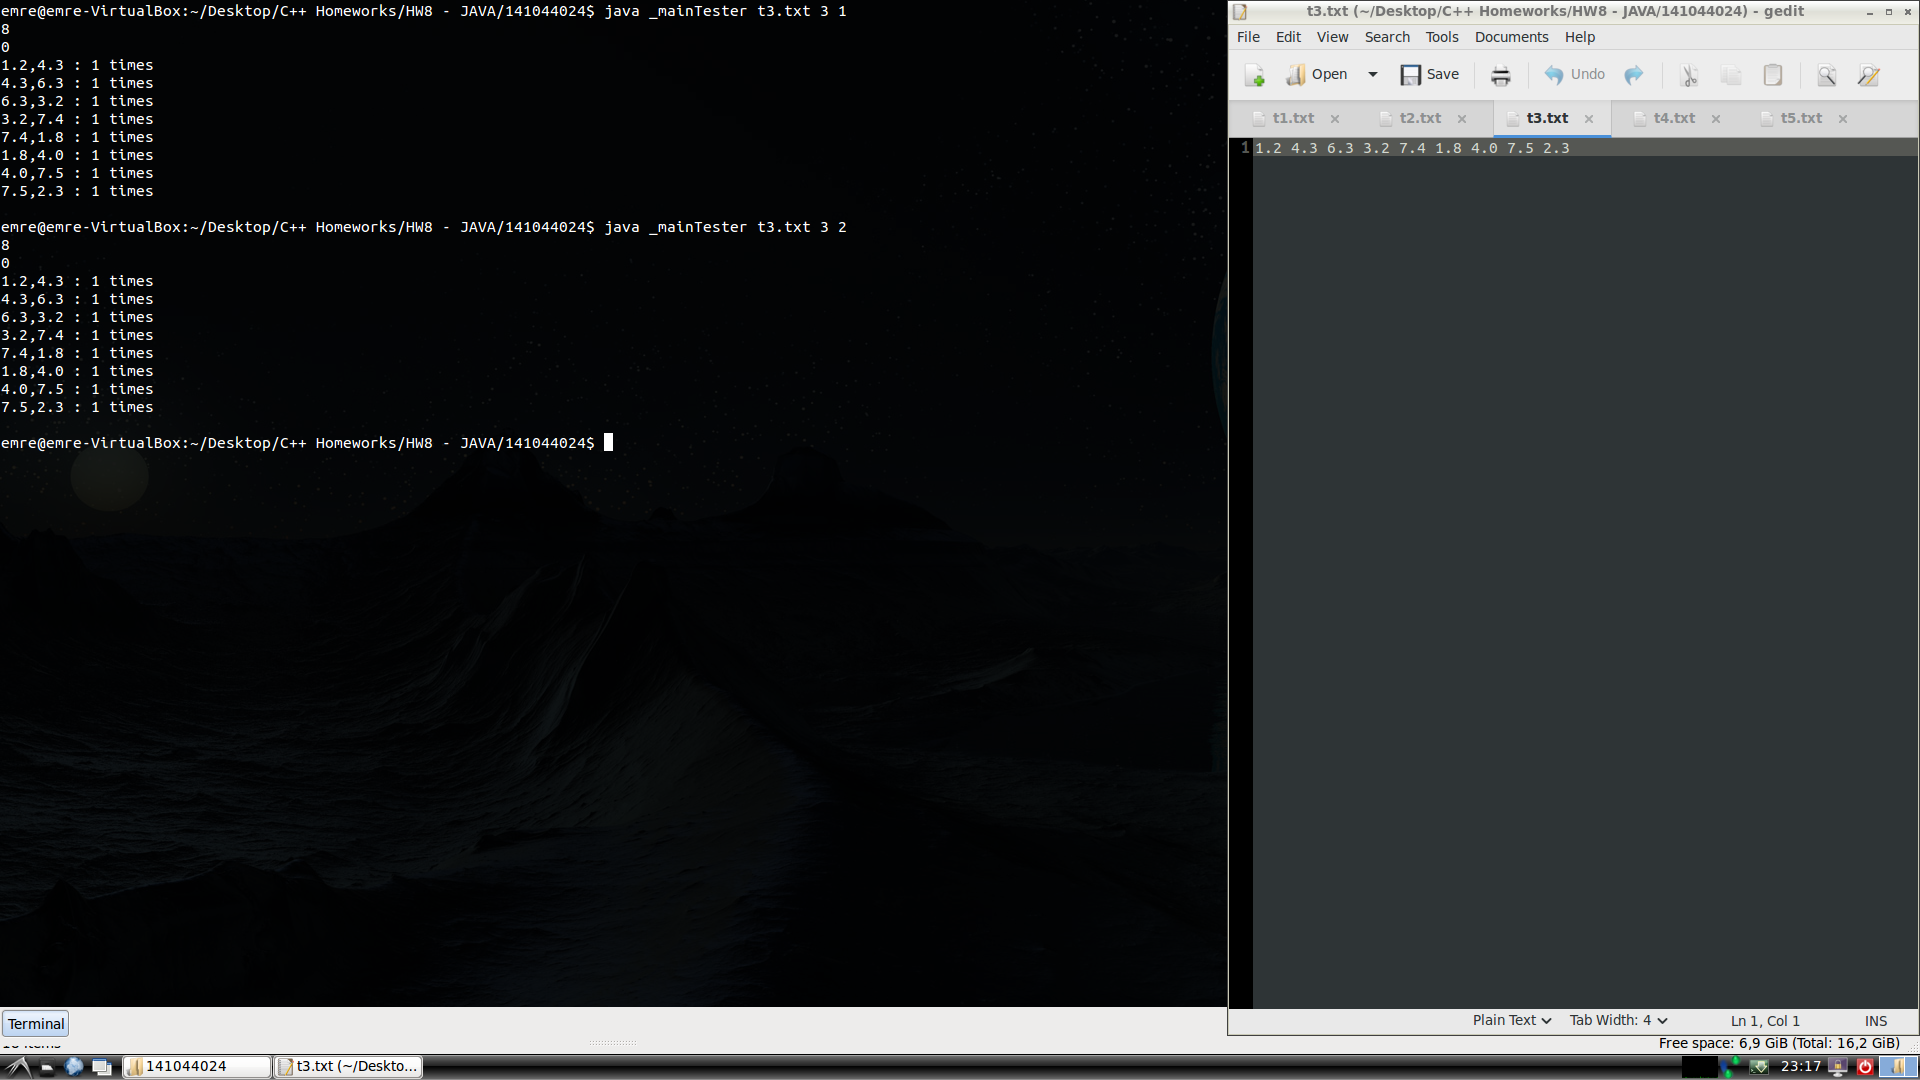 emre@emre-VirtualBox:~/Desktop/C++ Homeworks/HW8 - JAVA/141044024$ java _mainTester t3.txt 3 1
8
0
1.2,4.3 : 1 times
4.3,6.3 : 1 times
6.3,3.2 : 1 times
3.2,7.4 : 1 times
7.4,1.8 : 1 times
1.8,4.0 : 1 times
4.0,7.5 : 1 times
7.5,2.3 : 1 times
emre@emre-VirtualBox:~/Desktop/C++ Homeworks/HW8 - JAVA/141044024$ java _mainTester t3.txt 3 2
8
0
1.2,4.3 : 1 times
4.3,6.3 : 1 times
6.3,3.2 : 1 times
3.2,7.4 : 1 times
7.4,1.8 : 1 times
1.8,4.0 : 1 times
4.0,7.5 : 1 times
7.5,2.3 : 1 times
emre@emre-VirtualBox:~/Desktop/C++ Homeworks/HW8 - JAVA/141044024$
t3.txt (~/Desktop/C++ Homeworks/HW8 - JAVA/141044024) - gedit
File Edit View Search Tools Documents Help
Open Save Undo
t1.txt t2.txt t3.txt t4.txt t5.txt
1 1.2 4.3 6.3 3.2 7.4 1.8 4.0 7.5 2.3
Plain Text Tab Width: 4 Ln 1, Col 1 INS
Terminal
Free space: 6,9 GiB (Total: 16,2 GiB)
141044024 t3.txt (~/Deskto... 23:17